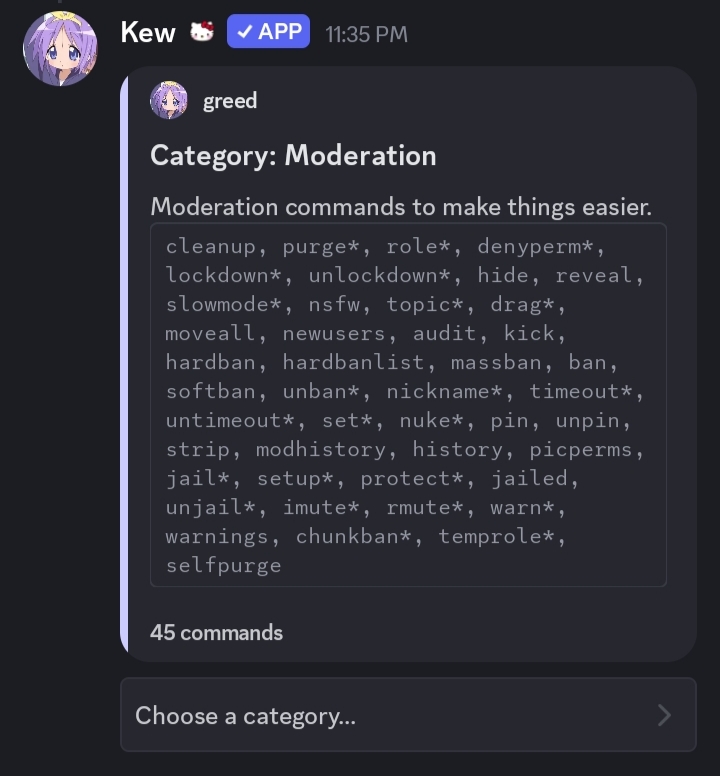 Kew APP 11:35 PM
greed
Category: Moderation
Moderation commands to make things easier.
cleanup, purge*, role*, denyperm*,
lockdown*, unlockdown*, hide, reveal,
slowmode*, nsfw, topic*, drag*,
moveall, newusers, audit, kick,
hardban, hardbanlist, massban, ban,
softban, unban*, nickname*, timeout*,
untimeout*, set*, nuke*, pin, unpin,
strip, modhistory, history, picperms,
jail*, setup*, protect*, jailed,
unjail*, imute*, rmute*, warn*,
warnings, chunkban*, temprole*,
selfpurge
45 commands
Choose a category...